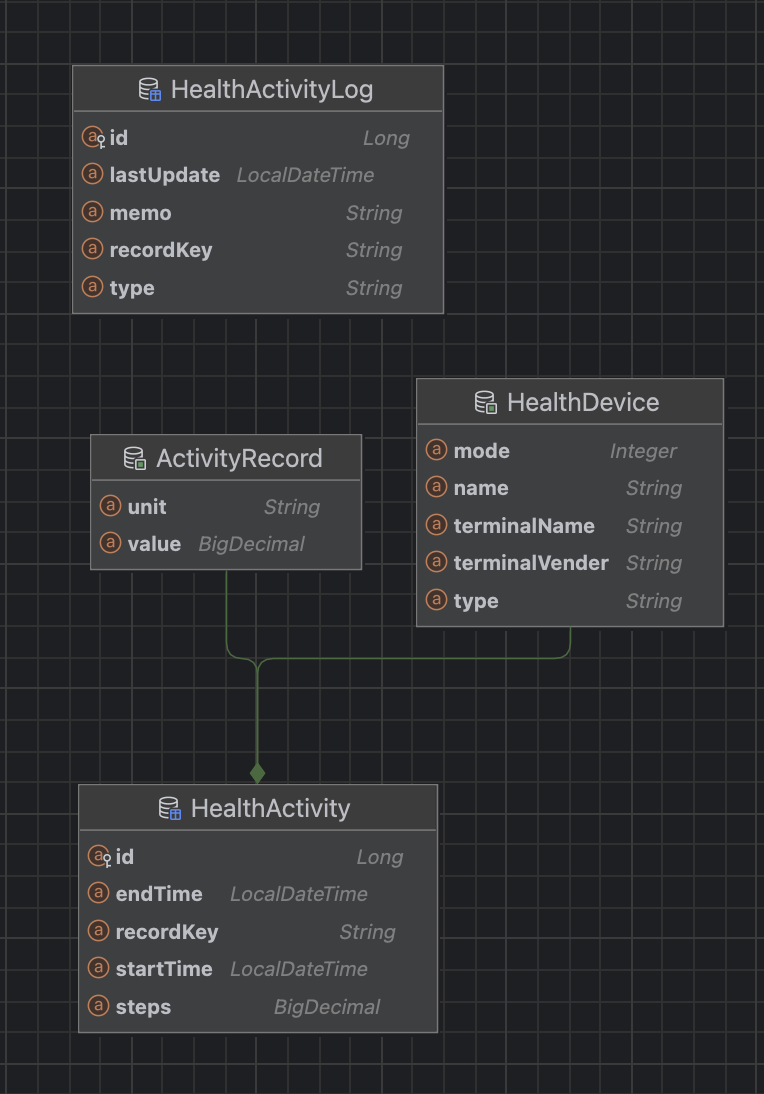 HealthActivityLog
id Long
lastUpdate LocalDateTime
memo String
recordKey String
type String
HealthDevice
mode Integer
name String
terminalName String
terminalVender String
type String
ActivityRecord
unit String
value BigDecimal
HealthActivity
id Long
endTime LocalDateTime
recordKey String
startTime LocalDateTime
steps BigDecimal